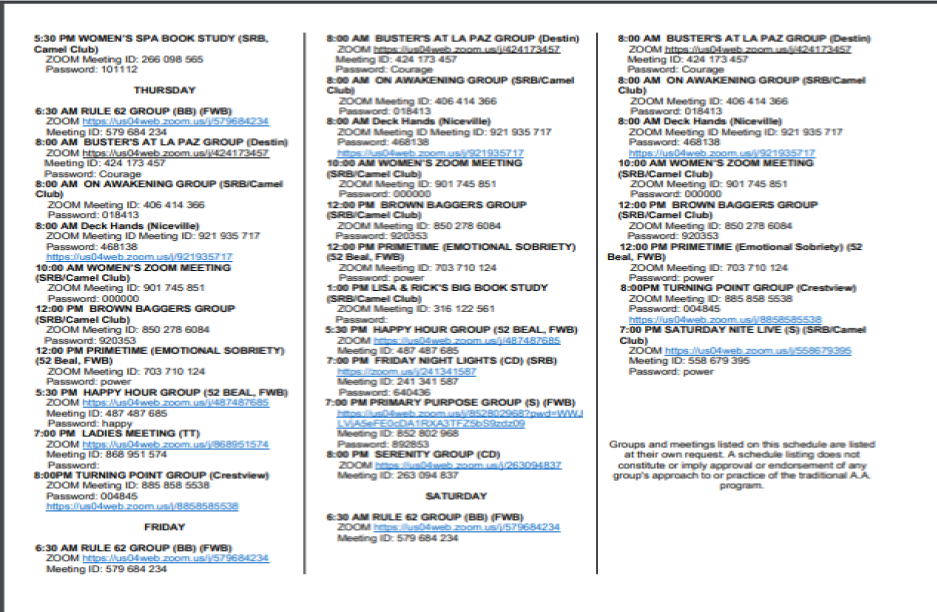 5:30 PM WOMEN'S SPA BOOK STUDY (SRB,
Camel Club)
ZOOM Meeting ID: 266 098 565
Password: 101112
THURSDAY
6:30 AM RULE 62 GROUP (BB) (FWB)
ZOOM https://us04web.zoom.us/j/579684234
Meeting ID: 579 684 234
8:00 AM BUSTER'S AT LA PAZ GROUP (Destin)
ZOOM https://us04web.zoom.us/j/424173457
Meeting ID: 424 173 457
Password: Courage
8:00 AM ON AWAKENING GROUP (SRB/Camel
Club)
ZOOM Meeting ID: 406 414 366
Password: 018413
8:00 AM Deck Hands (Niceville)
ZOOM Meeting ID Meeting ID: 921 935 717
Password: 468138
https://us04web.zoom.us/j/921935717
10:00 AM WOMEN'S ZOOM MEETING
(SRB/Camel Club)
ZOOM Meeting ID: 901 745 851
Password: 000000
12:00 PM BROWN BAGGERS GROUP
(SRB/Camel Club)
ZOOM Meeting ID: 850 278 6084
Password: 920353
12:00 PM PRIMETIME (EMOTIONAL SOBRIETY)
(52 Beal, FWB)
ZOOM Meeting ID: 703 710 124
Password: power
5:30 PM HAPPY HOUR GROUP (52 BEAL, FWB)
ZOOM https://us04web.zoom.us/j/487487685
Meeting ID: 487 487 685
Password: happy
7:00 PM LADIES MEETING (TT)
ZOOM https://us04web.zoom.us/j/868951574
Meeting ID: 868 951 574
Password:
8:00PM TURNING POINT GROUP (Crestview)
ZOOM Meeting ID: 885 858 5538
Password: 004845
https://us04web.zoom.us/j/8858585538
FRIDAY
6:30 AM RULE 62 GROUP (BB) (FWB)
ZOOM https://us04web.zoom.us/j/579684234
Meeting ID: 579 684 234
8:00 AM BUSTER'S AT LA PAZ GROUP (Destin)
ZOOM https://us04web.zoom.us/j/424173457
Meeting ID: 424 173 457
Password: Courage
8:00 AM ON AWAKENING GROUP (SRB/Camel
Club)
ZOOM Meeting ID: 406 414 366
Password: 018413
8:00 AM Deck Hands (Niceville)
ZOOM Meeting ID Meeting ID: 921 935 717
Password: 468138
https://us04web.zoom.us/j/921935717
10:00 AM WOMEN'S ZOOM MEETING
(SRB/Camel Club)
ZOOM Meeting ID: 901 745 851
Password: 000000
12:00 PM BROWN BAGGERS GROUP
(SRB/Camel Club)
ZOOM Meeting ID: 850 278 6084
Password: 920353
12:00 PM PRIMETIME (EMOTIONAL SOBRIETY)
(52 Beal, FWB)
ZOOM Meeting ID: 703 710 124
Password: power
1:00 PM LISA & RICK'S BIG BOOK STUDY
(SRB/Camel Club)
ZOOM Meeting ID: 316 122 561
Password:
5:30 PM HAPPY HOUR GROUP (52 BEAL, FWB)
ZOOM https://us04web.zoom.us/j/487487685
Meeting ID: 487 487 685
7:00 PM FRIDAY NIGHT LIGHTS (CD) (SRB)
https://zoom.us/j/241341587
Meeting ID: 241 341 587
Password: 640436
7:00 PM PRIMARY PURPOSE GROUP (S) (FWB)
Meeting ID: 852 802 968
Password: 892853
8:00 PM SERENITY GROUP (CD)
ZOOM https://us04web.zoom.us/j/263094837
Meeting ID: 263 094 837
SATURDAY
6:30 AM RULE 62 GROUP (BB) (FWB)
ZOOM https://us04web.zoom.us/j/579684234
Meeting ID: 579 684 234
8:00 AM BUSTER'S AT LA PAZ GROUP (Destin)
ZOOM https://us04web.zoom.us/j/424173457
Meeting ID: 424 173 457
Password: Courage
8:00 AM ON AWAKENING GROUP (SRB/Camel
Club)
ZOOM Meeting ID: 406 414 366
Password: 018413
8:00 AM Deck Hands (Niceville)
ZOOM Meeting ID Meeting ID: 921 935 717
Password: 468138
https://us04web.zoom.us/j/921935717
10:00 AM WOMEN'S ZOOM MEETING
(SRB/Camel Club)
ZOOM Meeting ID: 901 745 851
Password: 000000
12:00 PM BROWN BAGGERS GROUP
(SRB/Camel Club)
ZOOM Meeting ID: 850 278 6084
Password: 920353
12:00 PM PRIMETIME (Emotional Sobriety) (52
Beal, FWB)
ZOOM Meeting ID: 703 710 124
Password: power
8:00PM TURNING POINT GROUP (Crestview)
ZOOM Meeting ID: 885 858 5538
Password: 004845
https://us04web.zoom.us/j/8858585538
7:00 PM SATURDAY NITE LIVE (S) (SRB/Camel
Club)
ZOOM https://us04web.zoom.us/j/558679395
Meeting ID: 558 679 395
Password: power
Groups and meetings listed on this schedule are listed
at their own request. A schedule listing does not
constitute or imply approval or endorsement of any
group's approach to or practice of the traditional A.A.
program.